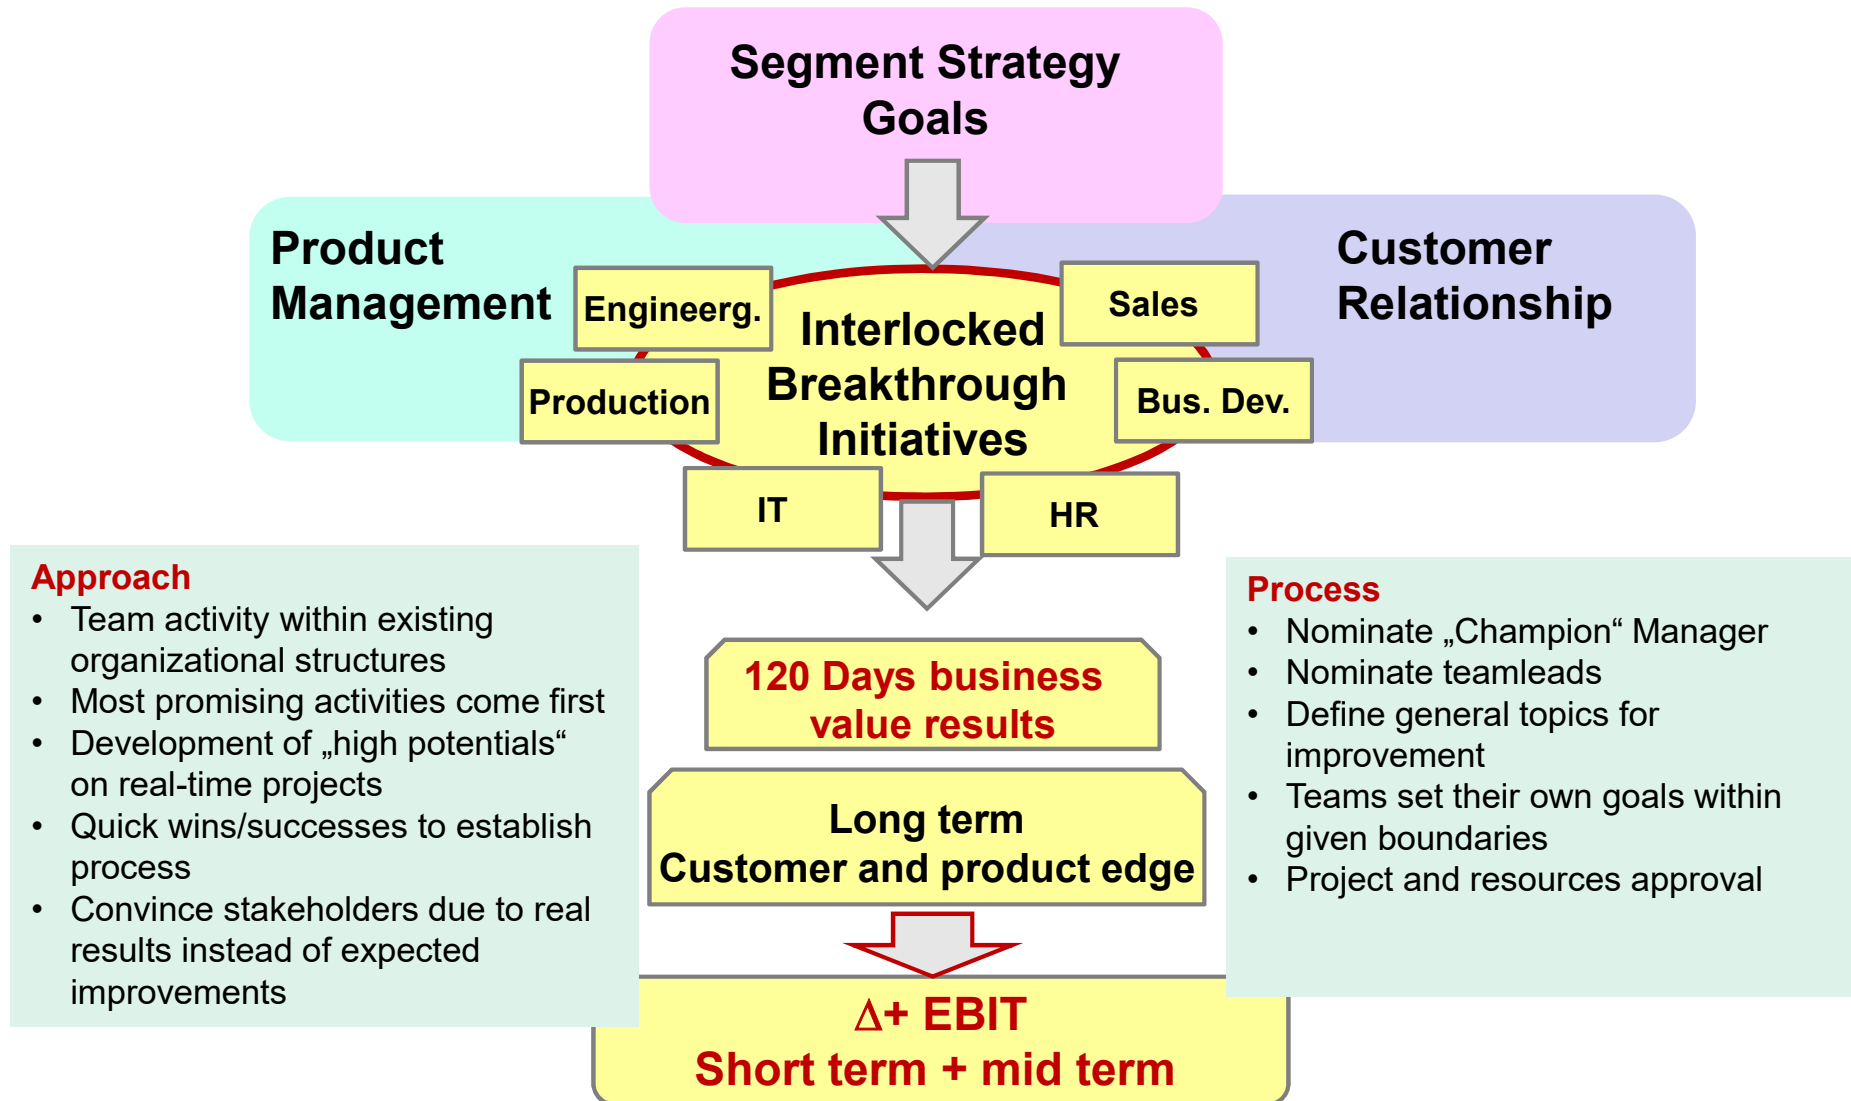 Segment Strategy
Goals
Product
Management
Customer
Relationship
Engineerg.
Sales
Interlocked
Breakthrough
Initiatives
Production
Bus. Dev.
IT
HR
Approach
• Team activity within existing
organizational structures
• Most promising activities come first
• Development of „high potentials“
on real-time projects
• Quick wins/successes to establish
process
• Convince stakeholders due to real
results instead of expected
improvements
Process
• Nominate „Champion“ Manager
• Nominate teamleads
• Define general topics for
improvement
• Teams set their own goals within
given boundaries
• Project and resources approval
120 Days business
value results
Long term
Customer and product edge
Δ+ EBIT
Short term + mid term